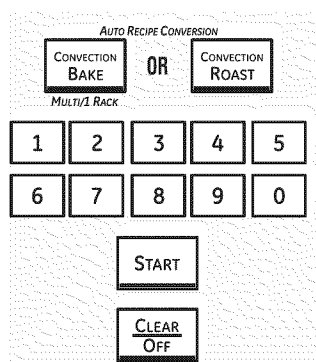 AUTO RECIPE CONVERSION
CONVECTION
BAKE
OR
CONVECTION
ROAST
MULTI/1 RACK
1 2 3 4 5
6 7 8 9 0
START
CLEAR
OFF